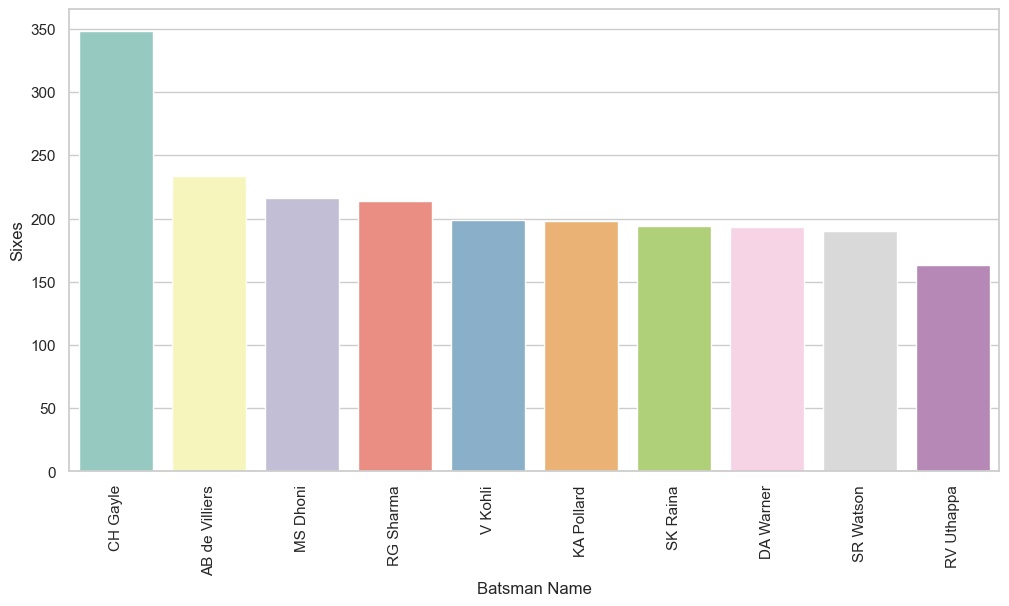 350
300
250
200
150
100
50
0
Sixes
CH Gayle
AB de Villiers
MS Dhoni
RG Sharma
V Kohli
KA Pollard
SK Raina
DA Warner
SR Watson
RV Uthappa
Batsman Name